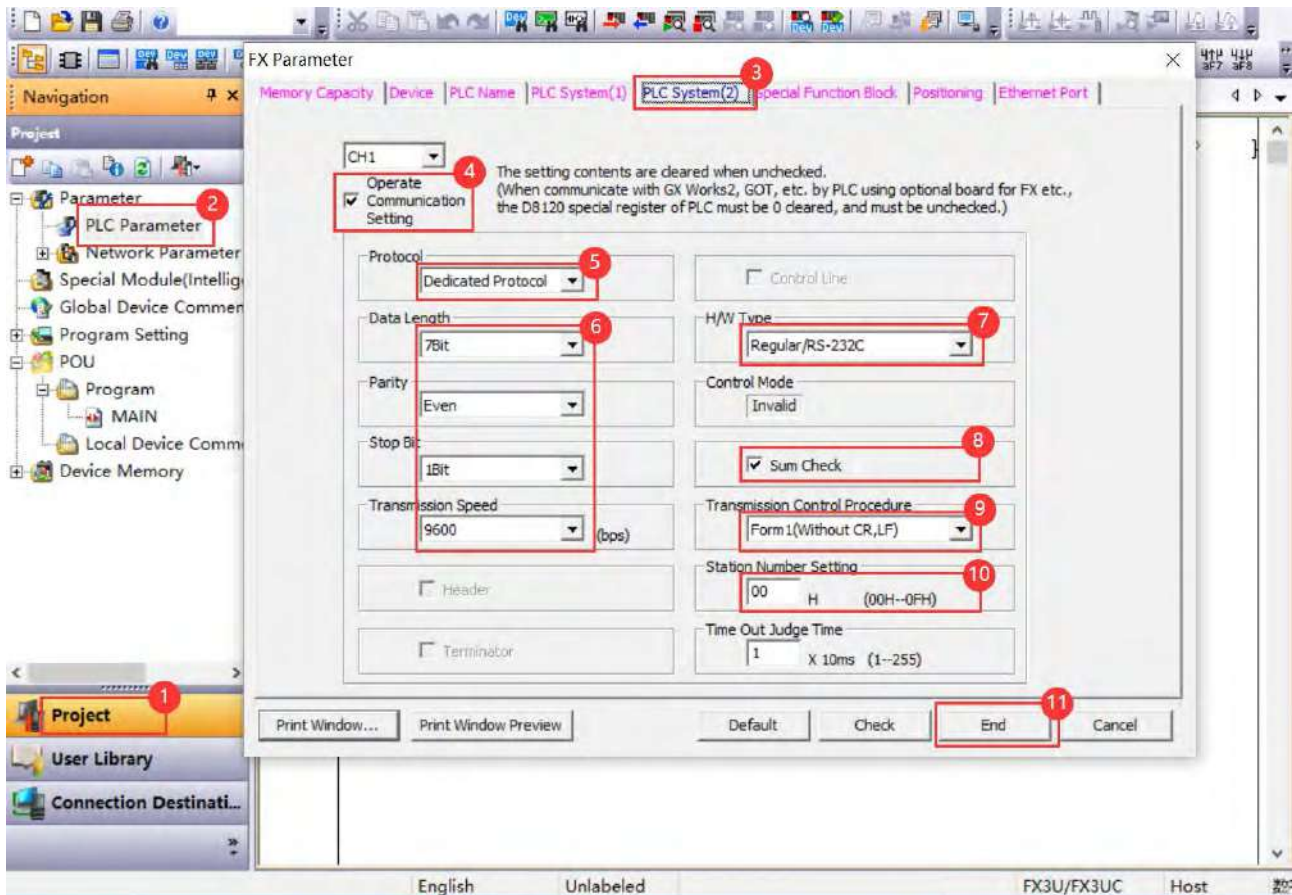 FX Parameter
Navigation
Project
Parameter
PLC Parameter
Network Parameter
Special Module(Intellig
Global Device Commen
Program Setting
POU
Program
MAIN
Local Device Comm
Device Memory
1
Project
User Library
Connection Destinati...
2
3
Memory Capacity
Device
PLC Name
PLC System(1)
PLC System(2)
Special Function Block
Positioning
Ethernet Port
CH1
4
Operate
Communication
Setting
The setting contents are cleared when unchecked.
(When communicate with GX Works2, GOT, etc. by PLC using optional board for FX etc.,
the D8120 special register of PLC must be 0 cleared, and must be unchecked.)
Protocol
5
Dedicated Protocol
Control Line
Data Length
6
7Bit
H/W Type
7
Regular/RS-232C
Parity
Even
Control Mode
Invalid
Stop Bit
1Bit
8
Sum Check
Transmission Speed
9600
(bps)
Transmission Control Procedure
9
Form1(Without CR,LF)
Header
Station Number Setting
10
00
H
(00H--0FH)
Terminator
Time Out Judge Time
1
X 10ms (1--255)
Print Window...
Print Window Preview
Default
Check
11
End
Cancel
English
Unlabeled
FX3U/FX3UC
Host